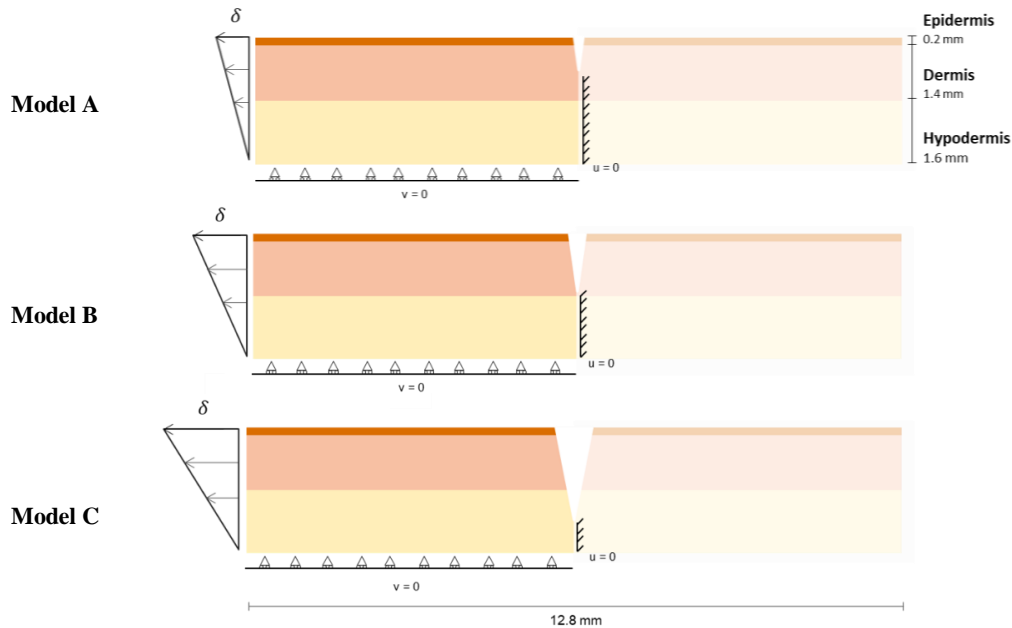 δ
Epidermis
0.2 mm
Model A
Dermis
1.4 mm
Hypodermis
1.6 mm
u = 0
v = 0
δ
Model B
u = 0
v = 0
δ
Model C
u = 0
v = 0
12.8 mm